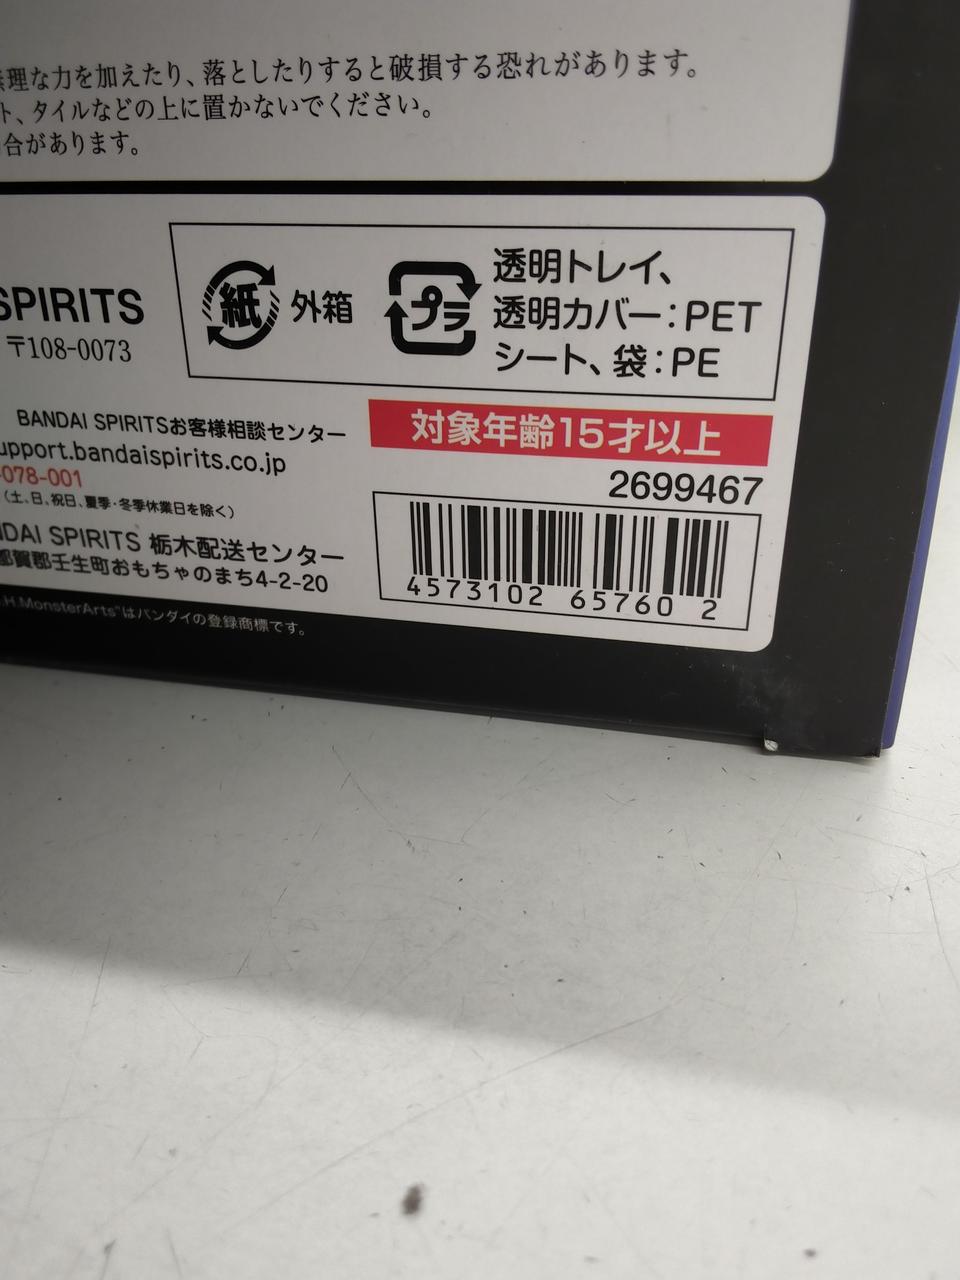 理な力を加えたり、落としたりすると破損する恐れがあります。
ト、タイルなどの上に置かないでください。
合があります。
SPIRITS
〒108-0073
紙 外箱
プラ
透明トレイ、
透明カバー：PET
シート、袋：PE
BANDAI SPIRITSお客様相談センター
upport.bandaispirits.co.jp
-078-001
（土、日、祝日、夏季・冬季休業日を除く）
DAI SPIRITS 栃木配送センター
都賀郡壬生町おもちゃのまち4-2-20
.H.MonsterArts"はバンダイの登録商標です。
対象年齢15才以上
2699467
4573102 65760 2